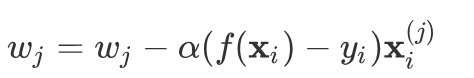 w_j = w_j − α(f(𝐱_i) − y_i)𝐱_i^{(j)}